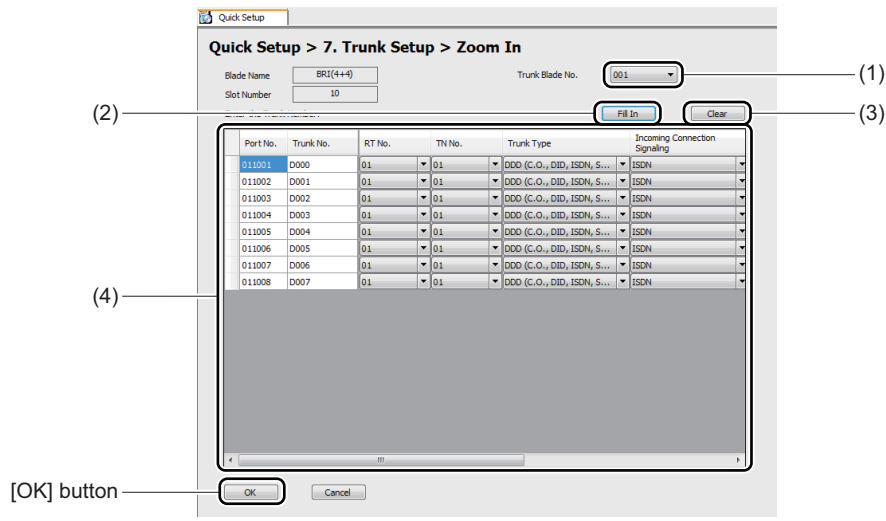 Quick Setup
Quick Setup > 7. Trunk Setup > Zoom In
Blade Name BRI(4+4) Trunk Blade No. 001 (1)
Slot Number 10
(2) Fill In Clear (3)
Port No. Trunk No. RT No. TN No. Trunk Type Incoming Connection Signaling
011001 D000 01 01 DDD (C.O., DID, ISDN, S... ISDN
011002 D001 01 01 DDD (C.O., DID, ISDN, S... ISDN
011003 D002 01 01 DDD (C.O., DID, ISDN, S... ISDN
011004 D003 01 01 DDD (C.O., DID, ISDN, S... ISDN
011005 D004 01 01 DDD (C.O., DID, ISDN, S... ISDN
011006 D005 01 01 DDD (C.O., DID, ISDN, S... ISDN
011007 D006 01 01 DDD (C.O., DID, ISDN, S... ISDN
011008 D007 01 01 DDD (C.O., DID, ISDN, S... ISDN
(4)
[OK] button OK Cancel